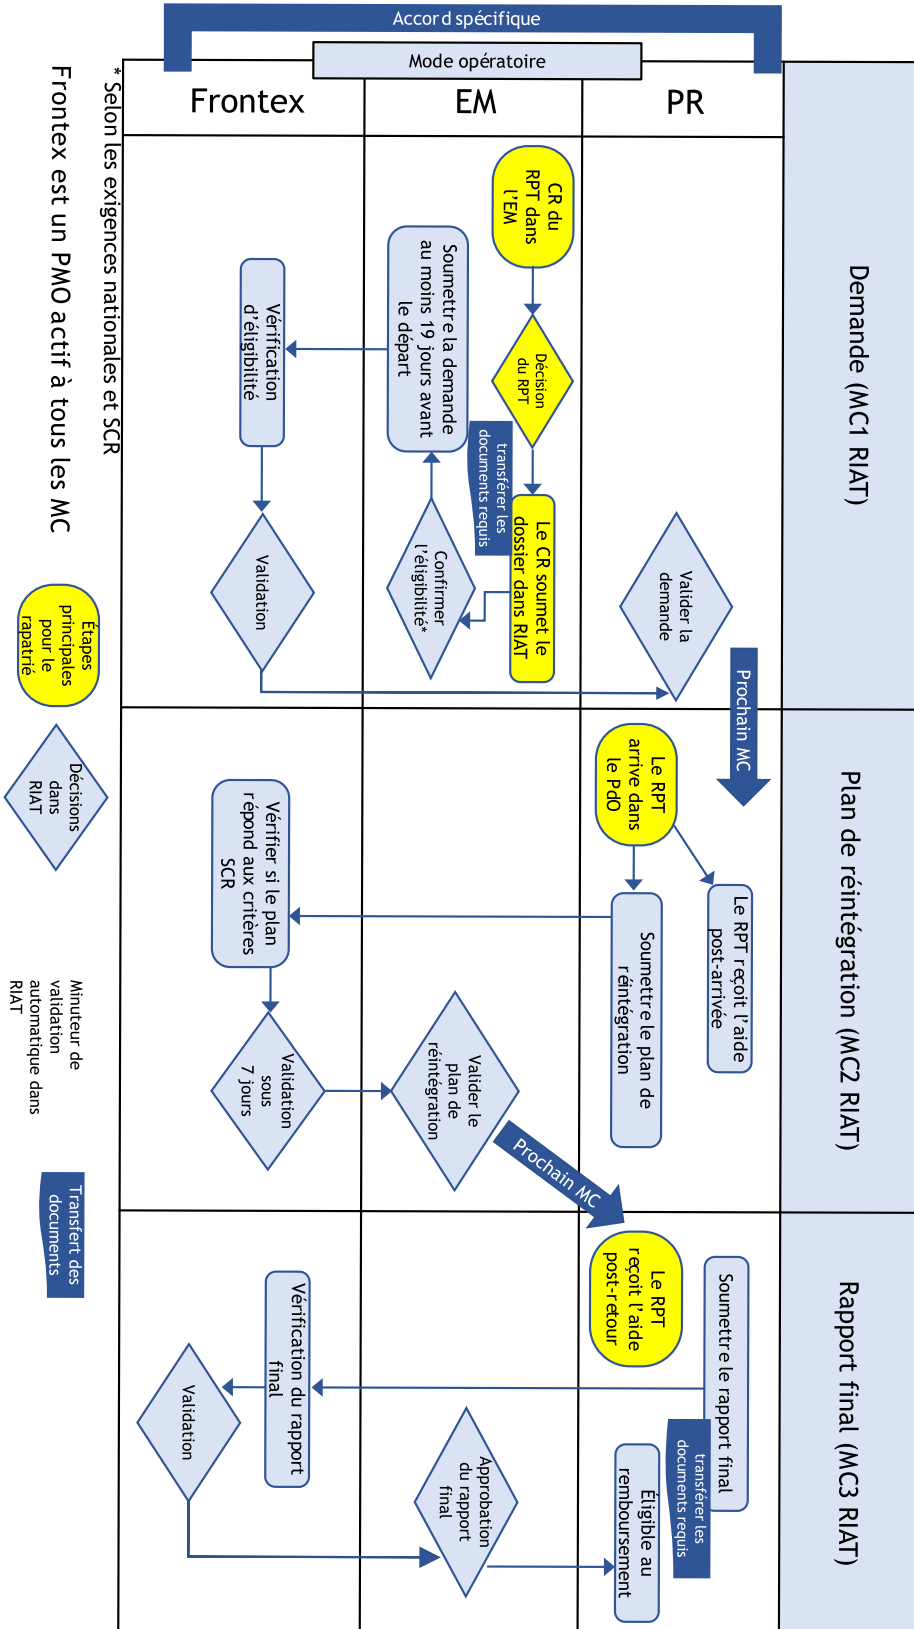 Accord spécifique
Mode opératoire
Frontex
EM
PR
Demande (MC1 RIAT)
CR du
RPT dans
l’EM
Décision
du RPT
Le CR soumet le
dossier dans RIAT
transférer les
documents requis
Confirmer
l’éligibilité*
Soumettre la demande
au moins 19 jours avant
le départ
Vérification
d’éligibilité
Validation
Valider la
demande
Prochain MC
Plan de réintégration (MC2 RIAT)
Le RPT
arrive dans
le PdO
Le RPT reçoit l’aide
post-arrivée
Soumettre le plan de
réintégration
Vérifier si le plan
répond aux critères
SCR
Validation
sous
7 jours
Valider le
plan de
réintégration
Prochain MC
Rapport final (MC3 RIAT)
Le RPT
reçoit l’aide
post-retour
Soumettre le rapport final
transférer les
documents requis
Vérification du rapport
final
Validation
Approbation
du rapport
final
Éligible au
remboursement
* Selon les exigences nationales et SCR
Frontex est un PMO actif à tous les MC
Étapes
principales
pour le
rapatrié
Décisions
dans
RIAT
Minuteur de
validation
automatique dans
RIAT
Transfert des
documents